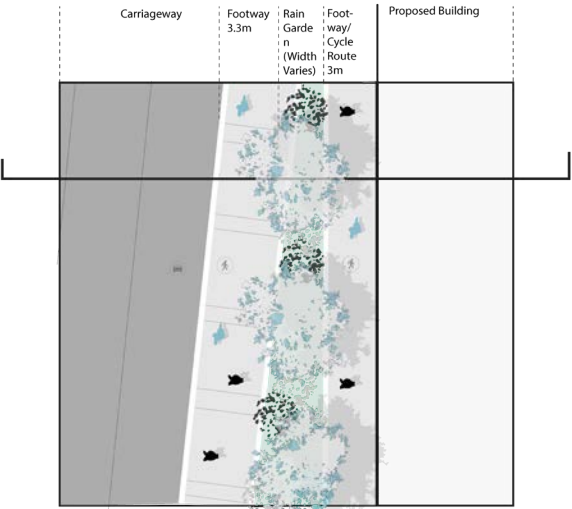 Carriageway
Footway
3.3m
Rain
Garde
n
(Width
Varies)
Foot-
way/
Cycle
Route
3m
Proposed Building